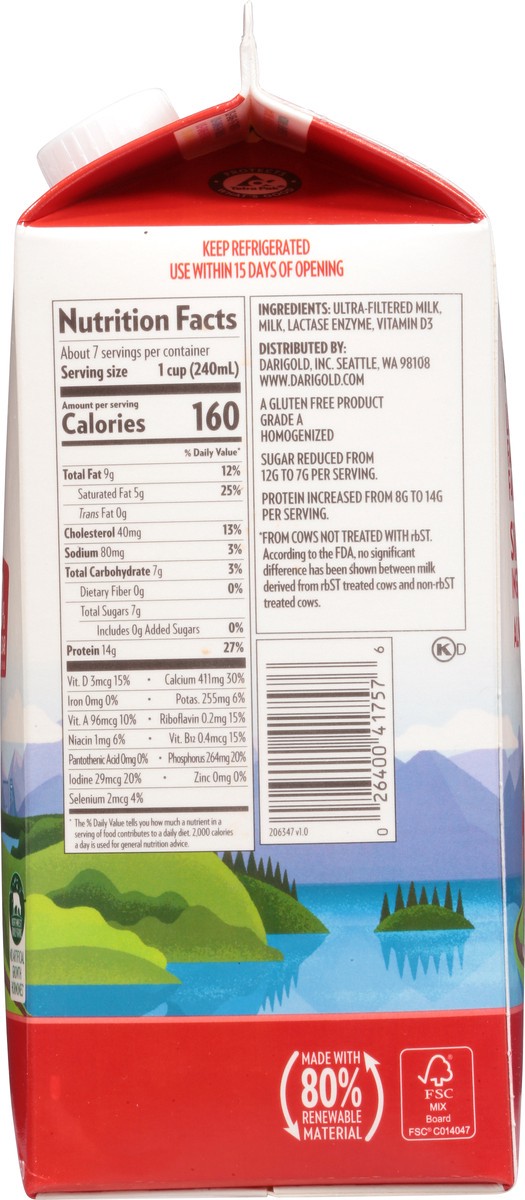 PROTECTS
Tetra Pak
KEEP REFRIGERATED
USE WITHIN 15 DAYS OF OPENING
Nutrition Facts
About 7 servings per container
Serving size 1 cup (240mL)
Amount per serving
Calories 160
% Daily Value*
Total Fat 9g 12%
Saturated Fat 5g 25%
Trans Fat 0g
Cholesterol 40mg 13%
Sodium 80mg 3%
Total Carbohydrate 7g 3%
Dietary Fiber 0g 0%
Total Sugars 7g
Includes 0g Added Sugars 0%
Protein 14g 27%
Vit. D 3mcg 15% • Calcium 411mg 30%
Iron 0mg 0% • Potas. 255mg 6%
Vit. A 96mcg 10% • Riboflavin 0.2mg 15%
Niacin 1mg 6% • Vit. B12 0.4mcg 15%
Pantothenic Acid 0mg 0% • Phosphorus 264mg 20%
Iodine 29mcg 20% • Zinc 0mg 0%
Selenium 2mcg 4%
* The % Daily Value tells you how much a nutrient in a
serving of food contributes to a daily diet. 2,000 calories
a day is used for general nutrition advice.
INGREDIENTS: ULTRA-FILTERED MILK,
MILK, LACTASE ENZYME, VITAMIN D3
DISTRIBUTED BY:
DARIGOLD, INC. SEATTLE, WA 98108
WWW.DARIGOLD.COM
A GLUTEN FREE PRODUCT
GRADE A
HOMOGENIZED
SUGAR REDUCED FROM
12G TO 7G PER SERVING.
PROTEIN INCREASED FROM 8G TO 14G
PER SERVING.
*FROM COWS NOT TREATED WITH rbST.
According to the FDA, no significant
difference has been shown between milk
derived from rbST treated cows and non-rbST
treated cows.
K D
0 26400 41757 6
206347 v1.0
MADE WITH
80%
RENEWABLE
MATERIAL
FSC
MIX
Board
FSC® C014047